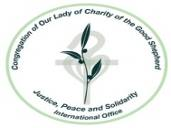 Congregation of Our Lady of Charity of the Good Shepherd
Justice, Peace and Solidarity
International Office